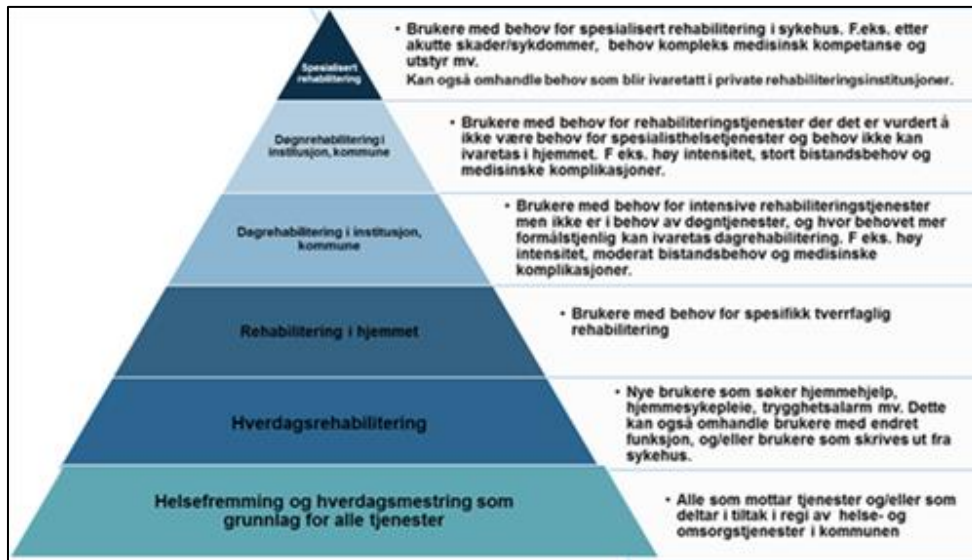 Spesialisert
rehabilitering
• Brukere med behov for spesialisert rehabilitering i sykehus. F.eks. etter
akutte skader/sykdommer, behov kompleks medisinsk kompetanse og
utstyr mv.
Kan også omhandle behov som blir ivaretatt i private rehabiliteringsinstitusjoner.
Døgnrehabilitering i
institusjon, kommune
• Brukere med behov for rehabiliteringstjenester der det er vurdert å
ikke være behov for spesialisthelsetjenester og behov ikke kan
ivaretas i hjemmet. F eks. høy intensitet, stort bistandsbehov og
medisinske komplikasjoner.
Dagrehabilitering i institusjon,
kommune
• Brukere med behov for intensive rehabiliteringstjenester
men ikke er i behov av døgntjenester, og hvor behovet mer
formålstjenlig kan ivaretas dagrehabilitering. F eks. høy
intensitet, moderat bistandsbehov og medisinske
komplikasjoner.
Rehabilitering i hjemmet
• Brukere med behov for spesifikk tverrfaglig
rehabilitering
Hverdagsrehabilitering
• Nye brukere som søker hjemmehjelp,
hjemmesykepleie, trygghetsalarm mv. Dette
kan også omhandle brukere med endret
funksjon, og/eller brukere som skrives ut fra
sykehus.
Helsefremming og hverdagsmestring som
grunnlag for alle tjenester
• Alle som mottar tjenester og/eller som
deltar i tiltak i regi av helse- og
omsorgstjenester i kommunen